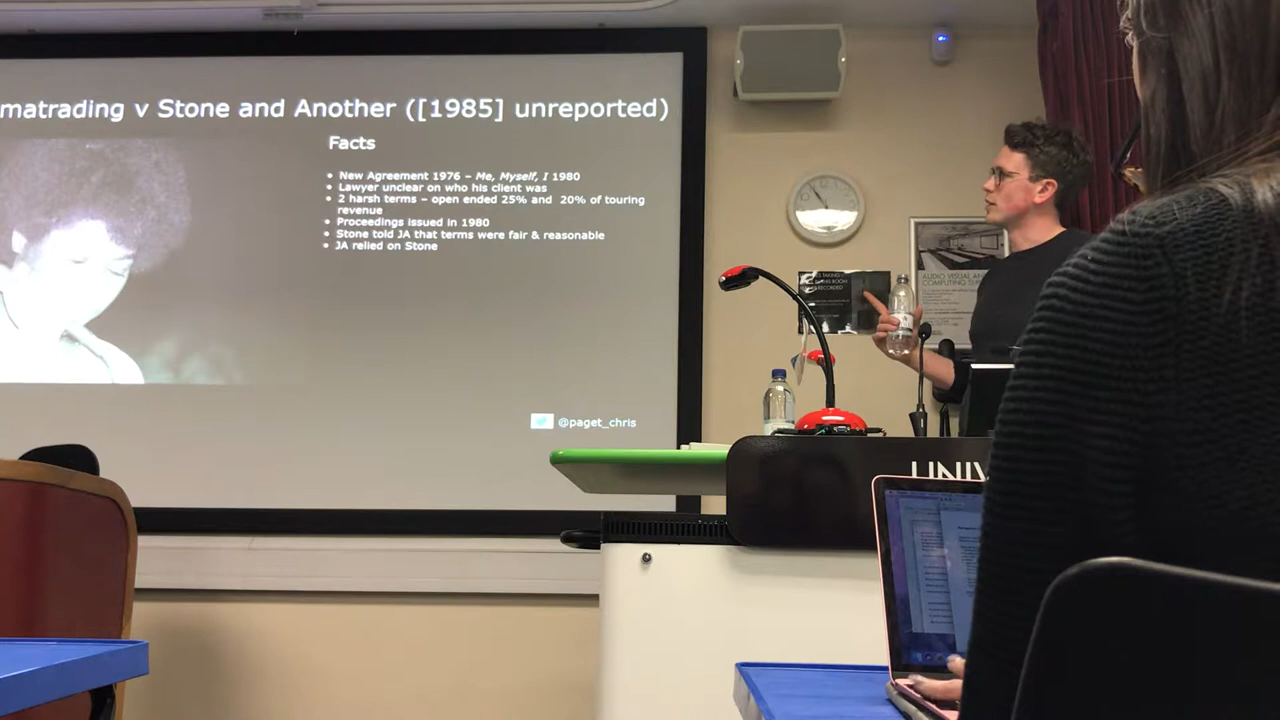 matrading v Stone and Another ([1985] unreported)
Facts
• New Agreement 1976 – Me, Myself, I 1980
• Lawyer unclear on who his client was
• 2 harsh terms – open ended 25% and 20% of touring
revenue
• Proceedings issued in 1980
• Stone told JA that terms were fair & reasonable
• JA relied on Stone
@paget_chris
AUDIO VISUAL AN
COMPUTING
UNIV